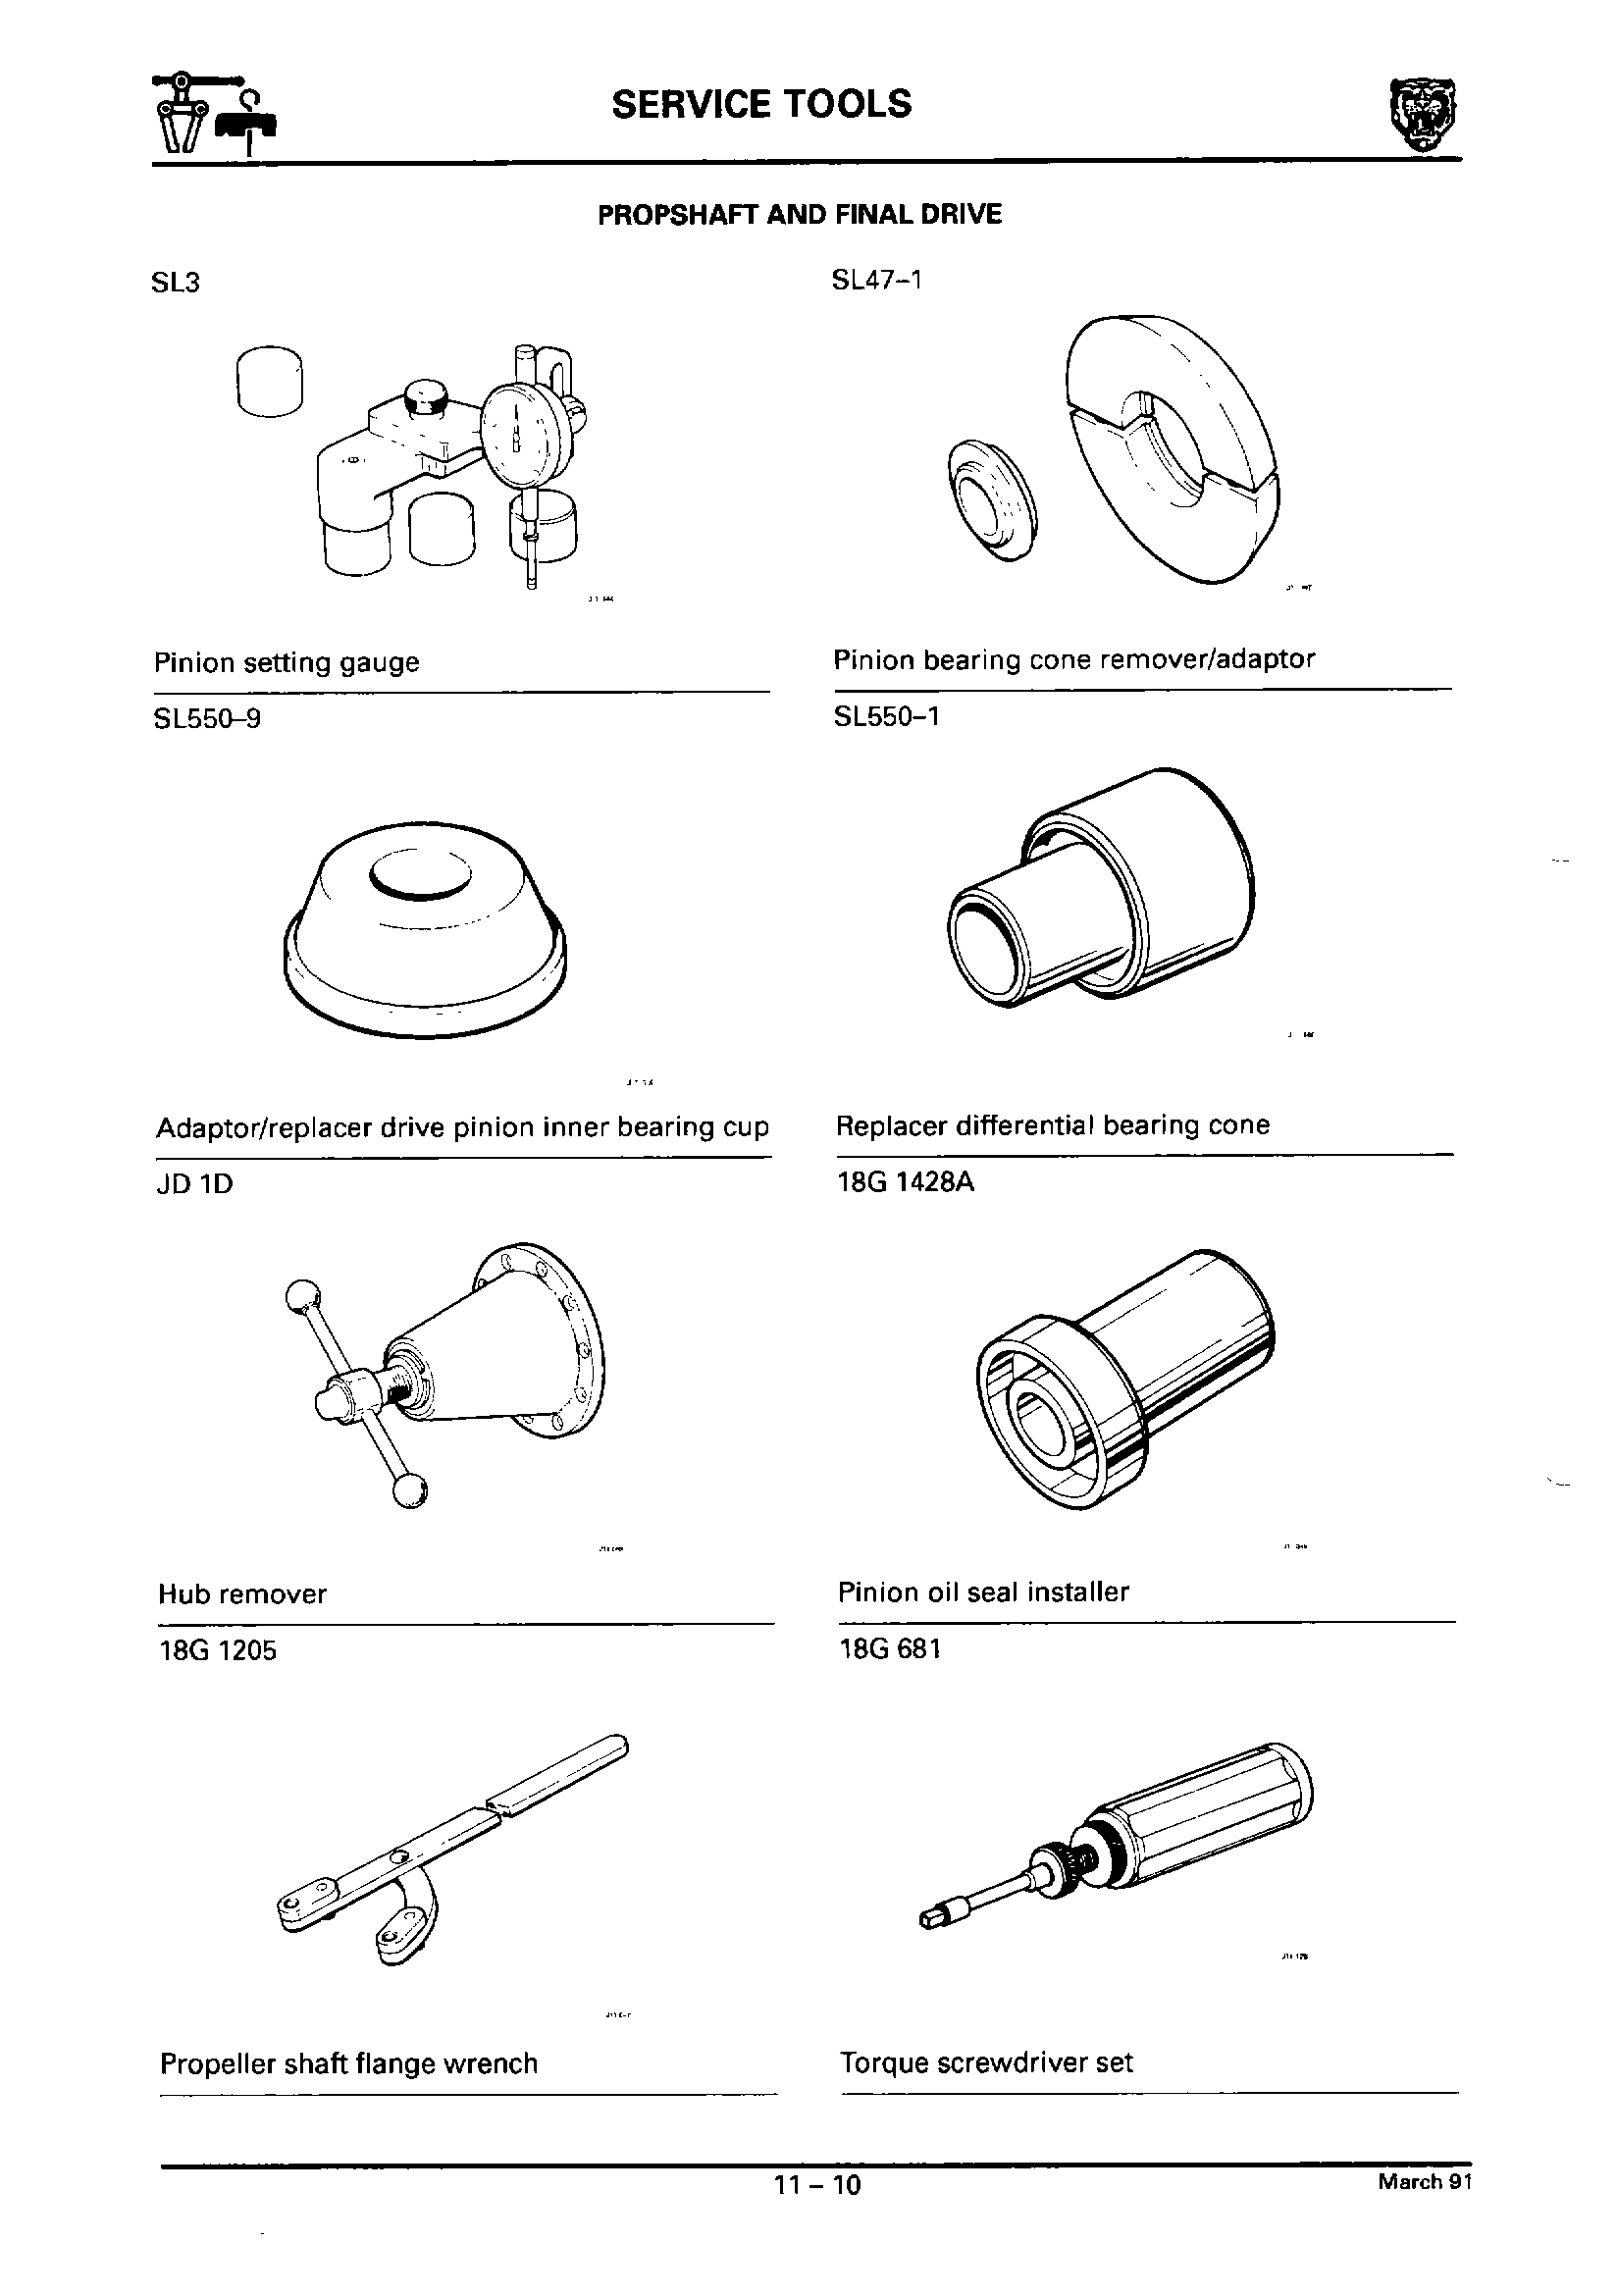 SERVICE TOOLS
PROPSHAFT AND FINAL DRIVE
SL3
SL47–1
Pinion setting gauge
Pinion bearing cone remover/adaptor
SL550–9
SL550–1
Adaptor/replacer drive pinion inner bearing cup
Replacer differential bearing cone
JD 1D
18G 1428A
Hub remover
Pinion oil seal installer
18G 1205
18G 681
Propeller shaft flange wrench
Torque screwdriver set
11 – 10
March 91